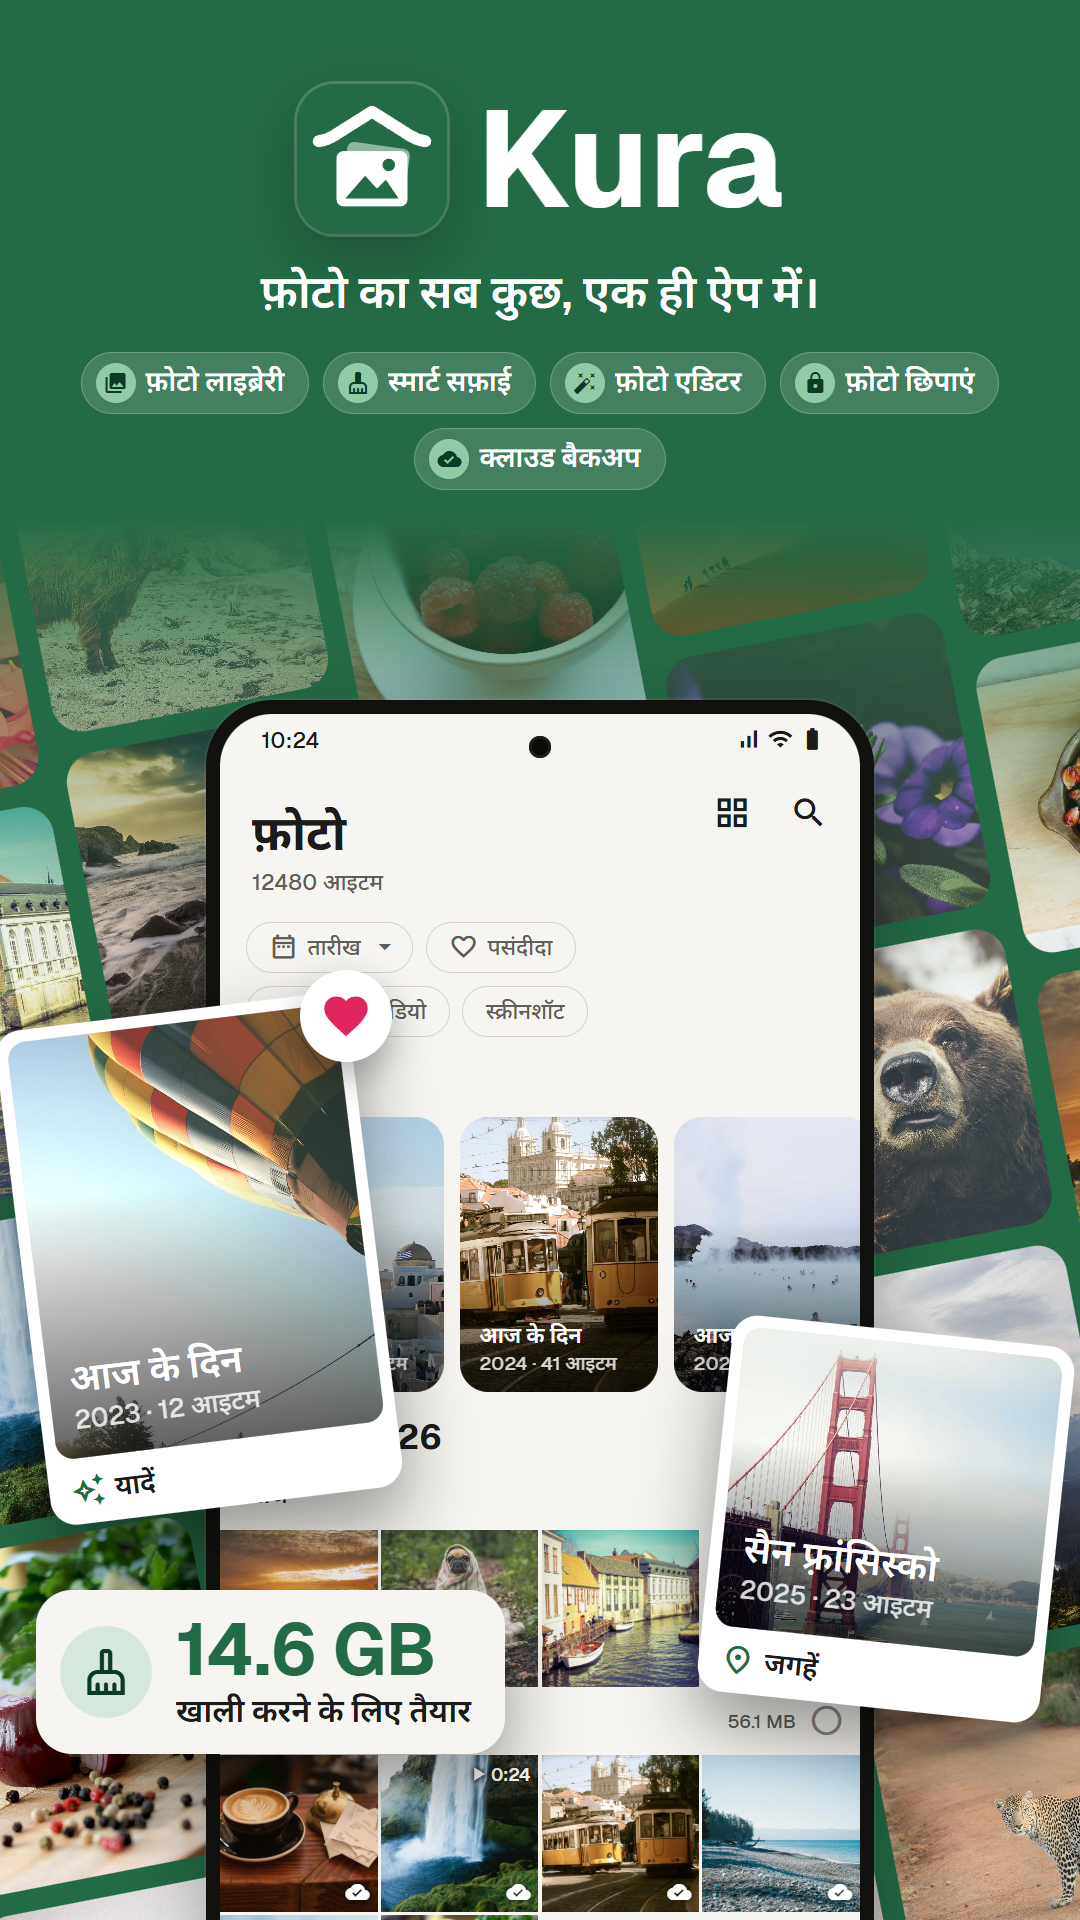 Kura
फ़ोटो का सब कुछ, एक ही ऐप में।
फ़ोटो लाइब्रेरी
स्मार्ट सफ़ाई
फ़ोटो एडिटर
फ़ोटो छिपाएं
क्लाउड बैकअप
10:24
फ़ोटो
12480 आइटम
तारीख
पसंदीदा
डियो
स्क्रीनशॉट
आज के दिन
2023 · 12 आइटम
यादें
आज के दिन
2024 · 41 आइटम
आज
202
26
सैन फ़्रांसिस्को
2025 · 23 आइटम
जगहें
14.6 GB
खाली करने के लिए तैयार
56.1 MB
0:24